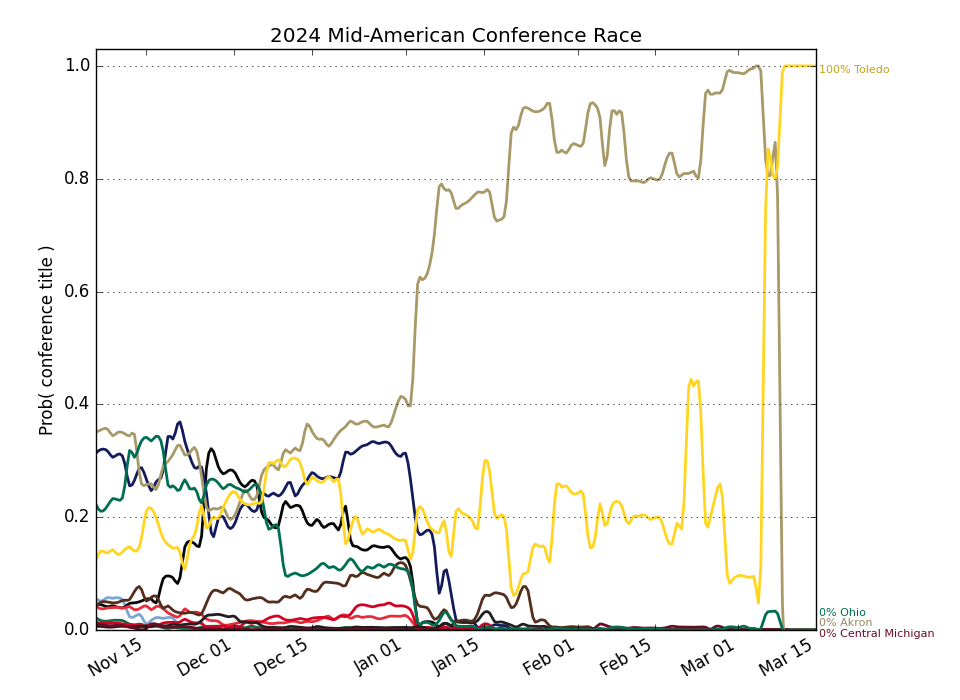 2024 Mid-American Conference Race
Prob( conference title )
1.0
0.8
0.6
0.4
0.2
0.0
Nov 15
Dec 01
Dec 15
Jan 01
Jan 15
Feb 01
Feb 15
Mar 01
Mar 15
100% Toledo
0% Ohio
0% Akron
0% Central Michigan